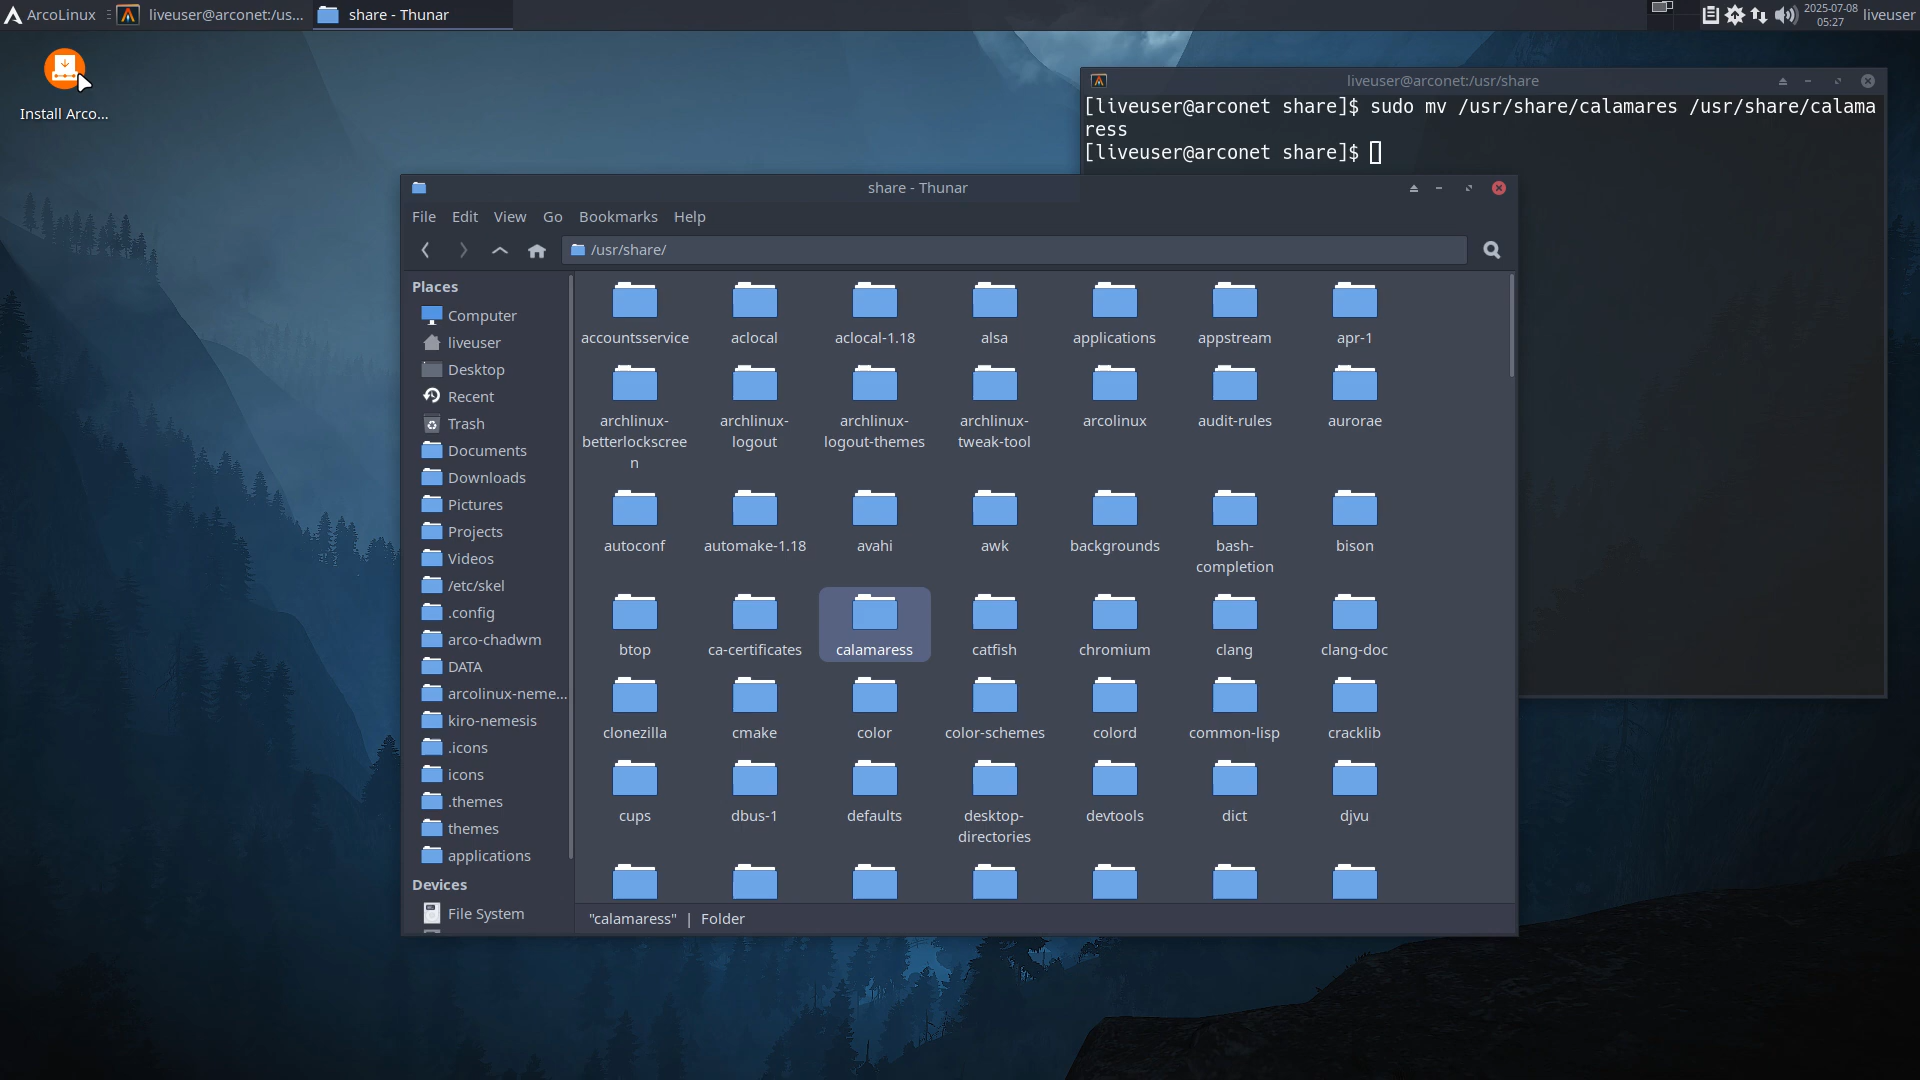 ArcoLinux
liveuser@arconet:/us...
share - Thunar
2025-07-08
05:27
liveuser
Install Arco...
liveuser@arconet:/usr/share
[liveuser@arconet share]$ sudo mv /usr/share/calamares /usr/share/calama
ress
[liveuser@arconet share]$
share - Thunar
File Edit View Go Bookmarks Help
/usr/share/
Places
Computer
liveuser
Desktop
Recent
Trash
Documents
Downloads
Pictures
Projects
Videos
/etc/skel
.config
arco-chadwm
DATA
arcolinux-neme...
kiro-nemesis
.icons
icons
.themes
themes
applications
Devices
File System
accountsservice aclocal aclocal-1.18 alsa applications appstream apr-1
archlinux-
betterlockscree
n
archlinux-
logout
archlinux-
logout-themes
archlinux-
tweak-tool
arcolinux
audit-rules
aurorae
autoconf
automake-1.18
avahi
awk
backgrounds
bash-
completion
bison
btop ca-certificates calamaress catfish chromium clang clang-doc
clonezilla cmake color color-schemes colord common-lisp cracklib
cups
dbus-1
defaults
desktop-
directories
devtools
dict
djvu
"calamaress" | Folder